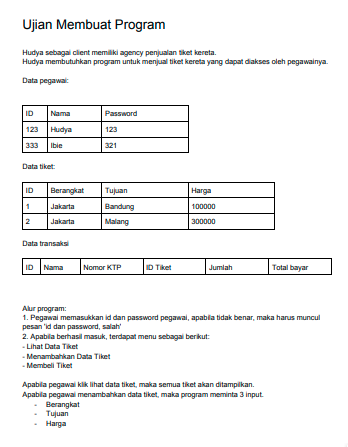 Ujian Membuat Program
Hudya sebagai client memiliki agency penjualan tiket kereta.
Hudya membutuhkan program untuk menjual tiket kereta yang dapat diakses oleh pegawainya.
Data pegawai:
ID Nama Password
123 Hudya 123
333 Ibie 321
Data tiket:
ID Berangkat Tujuan Harga
1 Jakarta Bandung 100000
2 Jakarta Malang 300000
Data transaksi
ID Nama Nomor KTP ID Tiket Jumlah Total bayar
Alur program:
1. Pegawai memasukkan id dan password pegawai, apabila tidak benar, maka harus muncul
pesan 'id dan password, salah'
2. Apabila berhasil masuk, terdapat menu sebagai berikut:
- Lihat Data Tiket
- Menambahkan Data Tiket
- Membeli Tiket
Apabila pegawai klik lihat data tiket, maka semua tiket akan ditampilkan.
Apabila pegawai menambahkan data tiket, maka program meminta 3 input.
- Berangkat
- Tujuan
- Harga